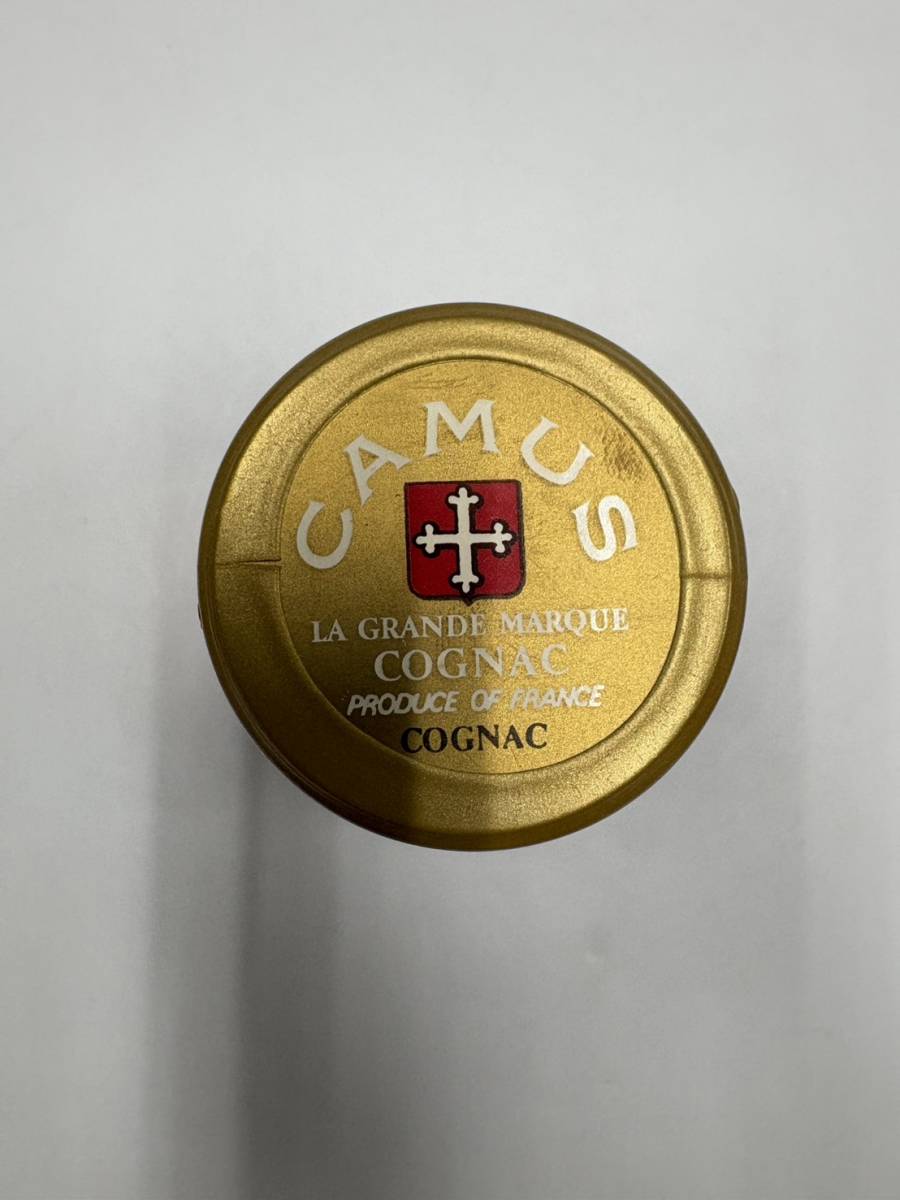 CAMUS
LA GRANDE MARQUE
COGNAC
PRODUCE OF FRANCE
COGNAC